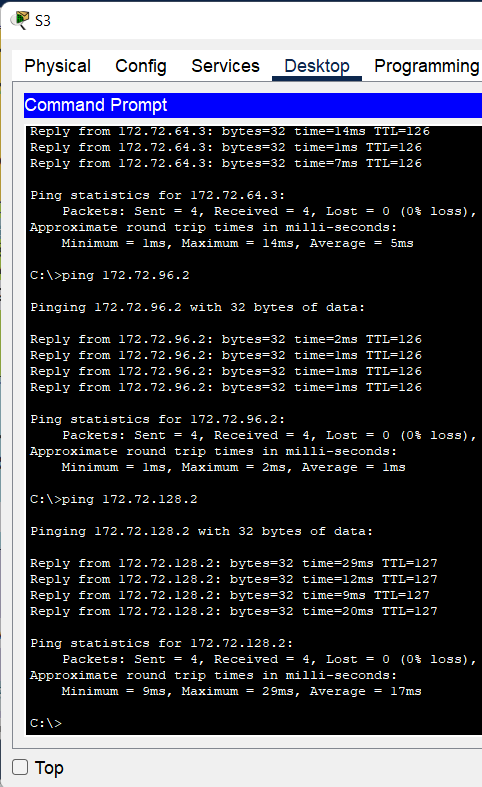 S3
Physical Config Services Desktop Programming
Command Prompt
Reply from 172.72.64.3: bytes=32 time=14ms TTL=126
Reply from 172.72.64.3: bytes=32 time=1ms TTL=126
Reply from 172.72.64.3: bytes=32 time=7ms TTL=126
Ping statistics for 172.72.64.3:
Packets: Sent = 4, Received = 4, Lost = 0 (0% loss),
Approximate round trip times in milli-seconds:
Minimum = 1ms, Maximum = 14ms, Average = 5ms
C:\>ping 172.72.96.2
Pinging 172.72.96.2 with 32 bytes of data:
Reply from 172.72.96.2: bytes=32 time=2ms TTL=126
Reply from 172.72.96.2: bytes=32 time=1ms TTL=126
Reply from 172.72.96.2: bytes=32 time=1ms TTL=126
Reply from 172.72.96.2: bytes=32 time=1ms TTL=126
Ping statistics for 172.72.96.2:
Packets: Sent = 4, Received = 4, Lost = 0 (0% loss),
Approximate round trip times in milli-seconds:
Minimum = 1ms, Maximum = 2ms, Average = 1ms
C:\>ping 172.72.128.2
Pinging 172.72.128.2 with 32 bytes of data:
Reply from 172.72.128.2: bytes=32 time=29ms TTL=127
Reply from 172.72.128.2: bytes=32 time=12ms TTL=127
Reply from 172.72.128.2: bytes=32 time=9ms TTL=127
Reply from 172.72.128.2: bytes=32 time=20ms TTL=127
Ping statistics for 172.72.128.2:
Packets: Sent = 4, Received = 4, Lost = 0 (0% loss),
Approximate round trip times in milli-seconds:
Minimum = 9ms, Maximum = 29ms, Average = 17ms
C:\>
Top